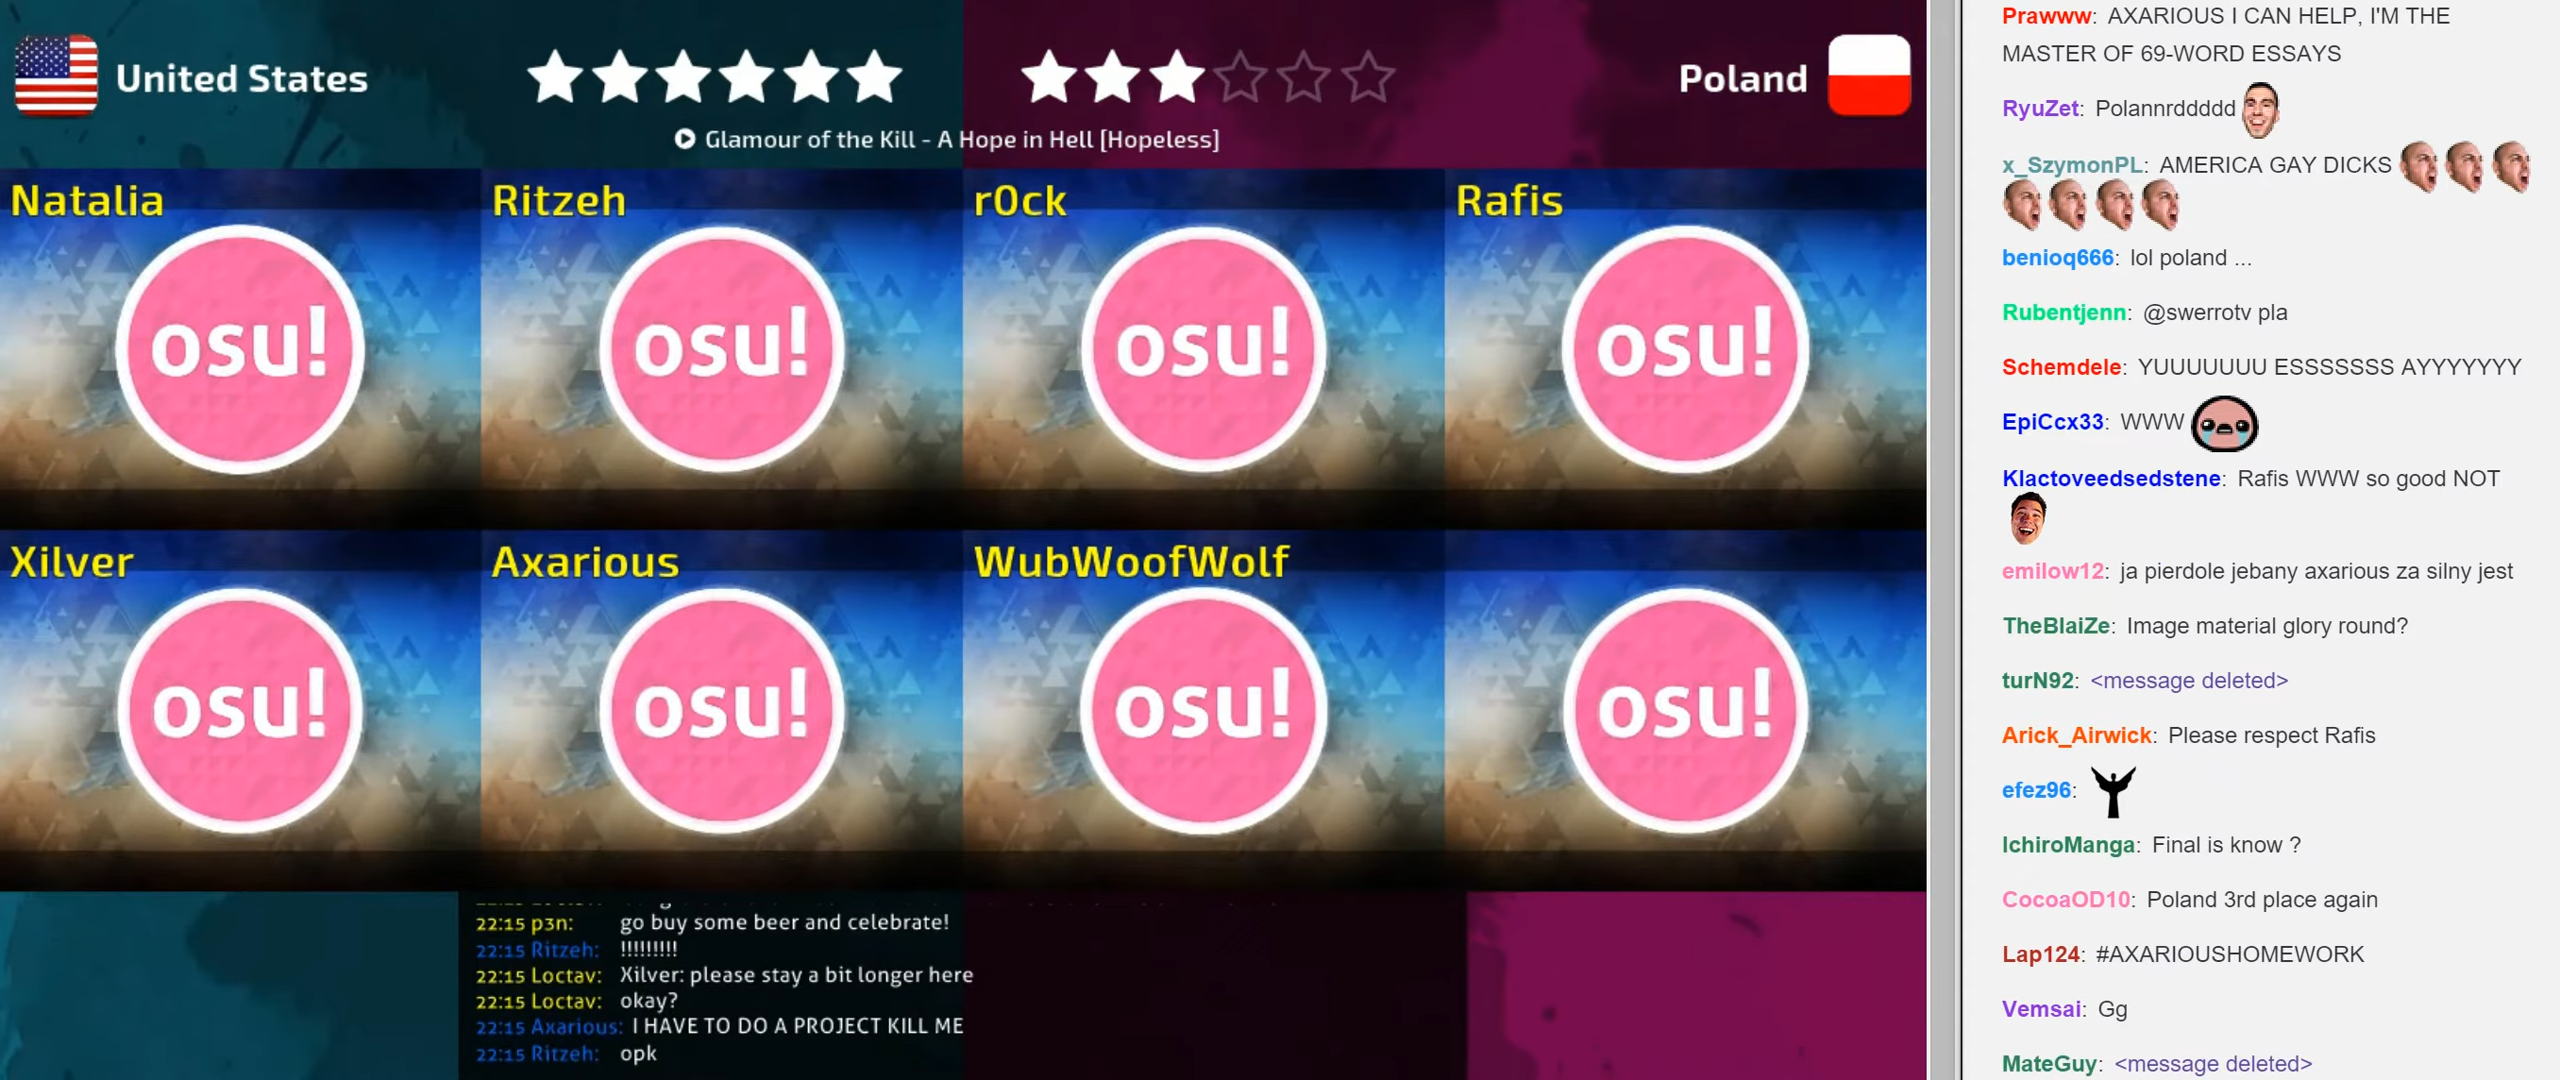 United States
Poland
Glamour of the Kill - A Hope in Hell [Hopeless]
Natalia
Ritzeh
r0ck
Rafis
osu!
osu!
osu!
osu!
Xilver
Axarious
WubWoofWolf
osu!
osu!
osu!
osu!
22:15 p3n: go buy some beer and celebrate!
22:15 Ritzeh: !!!!!!!!!
22:15 Loctav: Xilver: please stay a bit longer here
22:15 Loctav: okay?
22:15 Axarious: I HAVE TO DO A PROJECT KILL ME
22:15 Ritzeh: opk
Prawww: AXARIOUS I CAN HELP, I'M THE
MASTER OF 69-WORD ESSAYS
RyuZet: Polannrddddd
x_SzymonPL: AMERICA GAY DICKS
benioq666: lol poland ...
Rubentjenn: @swerrotv pla
Schemdele: YUUUUUUU ESSSSSSS AYYYYYYY
EpiCcx33: WWW
Klactoveedsedstene: Rafis WWW so good NOT
emilow12: ja pierdole jebany axarious za silny jest
TheBlaiZe: Image material glory round?
turN92: <message deleted>
Arick_Airwick: Please respect Rafis
efez96:
IchiroManga: Final is know ?
CocoaOD10: Poland 3rd place again
Lap124: #AXARIOUSHOMEWORK
Vemsai: Gg
MateGuy: <message deleted>